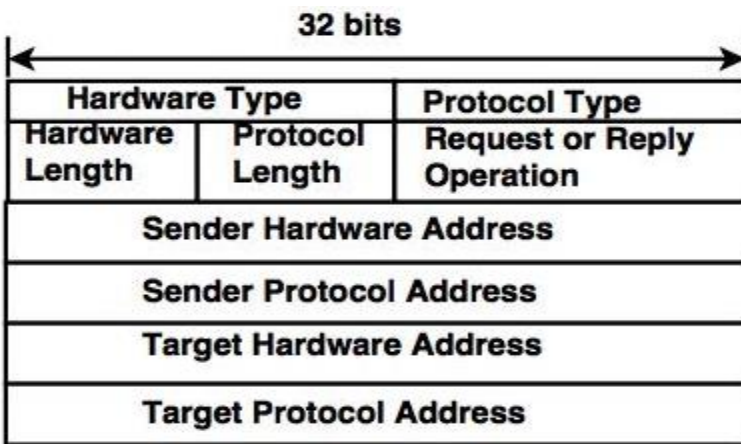 32 bits
Hardware Type
Protocol Type
Hardware Length
Protocol Length
Request or Reply Operation
Sender Hardware Address
Sender Protocol Address
Target Hardware Address
Target Protocol Address